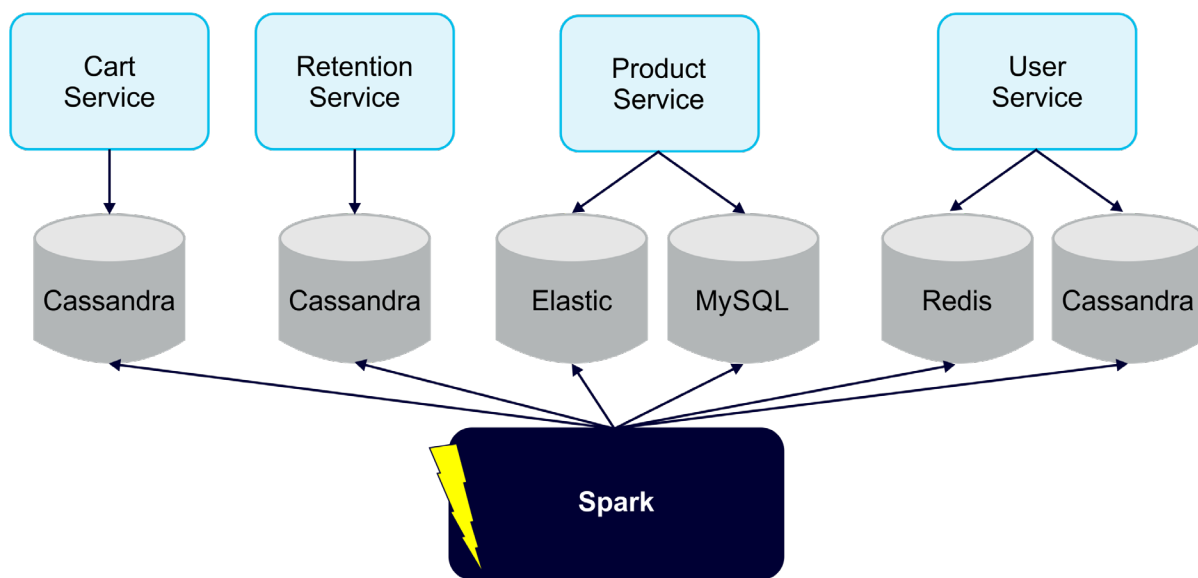 Cart
Service
Retention
Service
Product
Service
User
Service
Cassandra
Cassandra
Elastic
MySQL
Redis
Cassandra
Spark